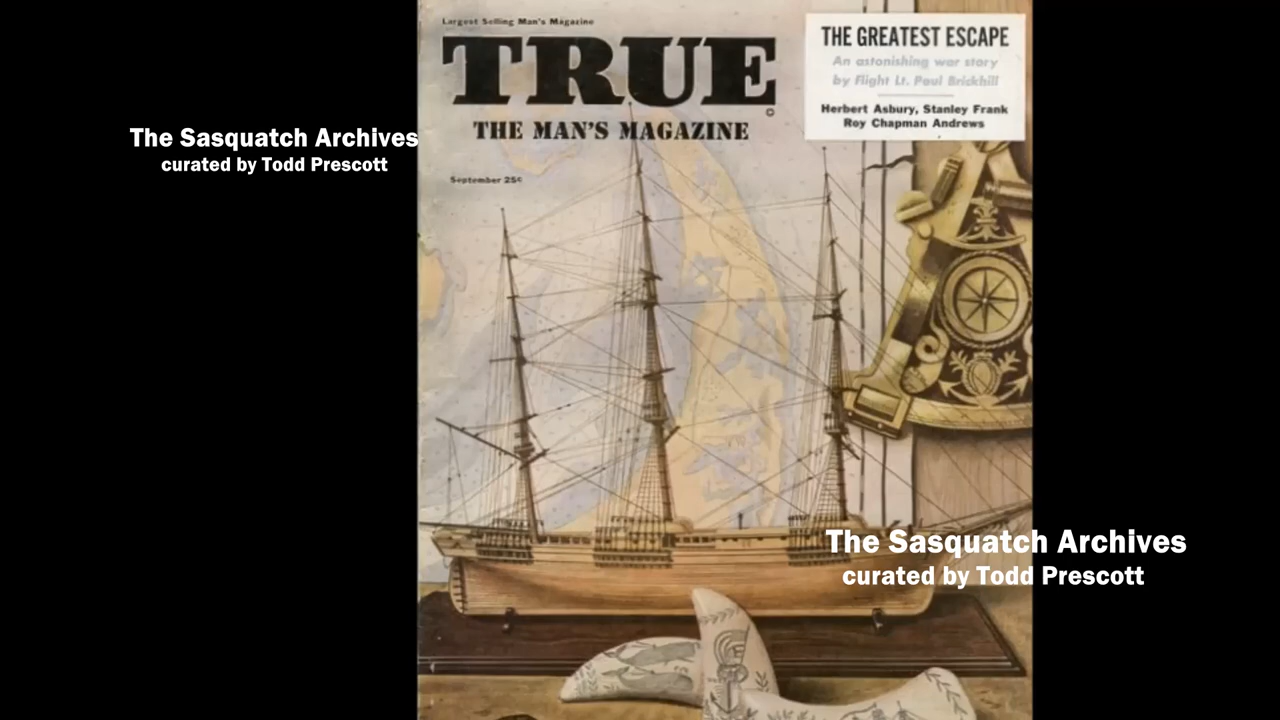 Largest Selling Man's Magazine
TRUE
THE MAN'S MAGAZINE
September 25¢
THE GREATEST ESCAPE
An astonishing war story
by Flight Lt. Paul Brickhill
Herbert Asbury, Stanley Frank
Roy Chapman Andrews
The Sasquatch Archives
curated by Todd Prescott
The Sasquatch Archives
curated by Todd Prescott